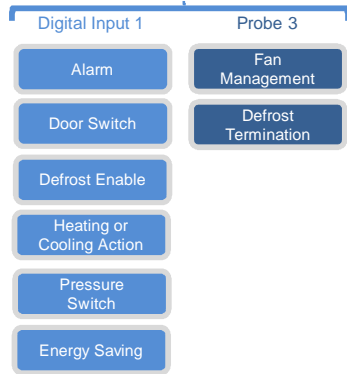 Digital Input 1
Alarm
Door Switch
Defrost Enable
Heating or
Cooling Action
Pressure
Switch
Energy Saving
Probe 3
Fan
Management
Defrost
Termination